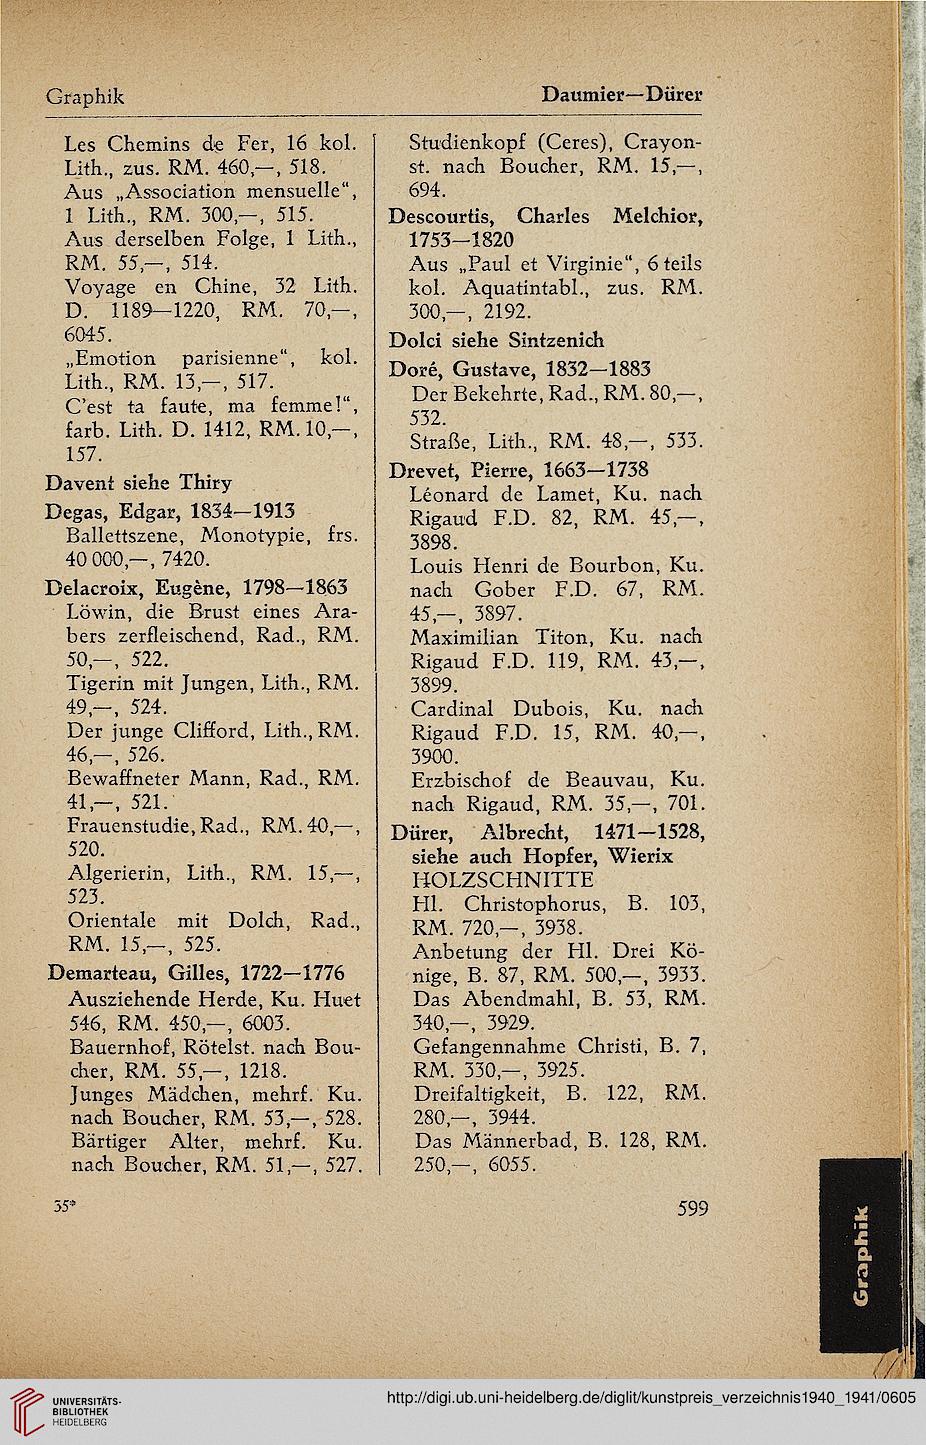 Graphik
Daumier—Dürer
Les Chemins de Fer, 16 kol.
Lith., zus. RM. 460,—, 518.
Aus „Association mensuelle“,
1 Lith., RM. 300,—, 515.
Aus derselben Folge, 1 Lith.,
RM. 55,—, 514.
Voyage en Chine, 32 Lith.
D. 1189—1220, RM. 70,—,
6045.
„Emotion parisienne“, kol.
Lith., RM. 13,—, 517.
C'est ta faute, ma femme!“,
farb. Lith. D. 1412, RM. 10,—,
157.
Davent siehe Thiry
Degas, Edgar, 1834—1913
Ballettszene, Monotypie, frs.
40 000,—, 7420.
Delacroix, Eugène, 1798—1863
Löwin, die Brust eines Ara-
bers zerfleischend, Rad., RM.
50,—, 522.
Tigerin mit Jungen, Lith., RM.
49,—, 524.
Der junge Clifford, Lith., RM.
46,—, 526.
Bewaffneter Mann, Rad., RM.
41,—, 521.
Frauenstudie, Rad., RM. 40,—,
520.
Algerierin, Lith., RM. 15,—,
523.
Orientale mit Dolch, Rad.,
RM. 15,—, 525.
Demarteau, Gilles, 1722—1776
Ausziehende Herde, Ku. Huet
546, RM. 450,—, 6003.
Bauernhof, Rötelst. nach Bou-
cher, RM. 55,—, 1218.
Junges Mädchen, mehrf. Ku.
nach Boucher, RM. 53,—, 528.
Bärtiger Alter, mehrf. Ku.
nach Boucher, RM. 51,—, 527.
Studienkopf (Ceres), Crayon-
st. nach Boucher, RM. 15,—,
694.
Descourtis, Charles Melchior,
1753—1820
Aus „Paul et Virginie“, 6 teils
kol. Aquatintabl., zus. RM.
300,—, 2192.
Dolci siehe Sintzenich
Doré, Gustave, 1832—1883
Der Bekehrte, Rad., RM. 80,—,
532.
Straße, Lith., RM. 48,—, 533.
Drevet, Pierre, 1663—1738
Léonard de Lamet, Ku. nach
Rigaud F.D. 82, RM. 45,—,
3898.
Louis Henri de Bourbon, Ku.
nach Gober F.D. 67, RM.
45,—, 3897.
Maximilian Titon, Ku. nach
Rigaud F.D. 119, RM. 43,—,
3899.
Cardinal Dubois, Ku. nach
Rigaud F.D. 15, RM. 40,—,
3900.
Erzbischof de Beauvau, Ku.
nach Rigaud, RM. 35,—, 701.
Dürer, Albrecht, 1471—1528,
siehe auch Hopfer, Wierix
HOLZSCHNITTE
Hl. Christophorus, B. 103,
RM. 720,—, 3938.
Anbetung der Hl. Drei Kö-
nige, B. 87, RM. 500,—, 3933.
Das Abendmahl, B. 53, RM.
340,—, 3929.
Gefangennahme Christi, B. 7,
RM. 330,—, 3925.
Dreifaltigkeit, B. 122, RM.
280,—, 3944.
Das Männerbad, B. 128, RM.
250,—, 6055.
35*
599
Graphik
UNIVERSITÄTS-
BIBLIOTHEK
HEIDELBERG
http://digi.ub.uni-heidelberg.de/diglit/kunstpreis_verzeichnis1940_1941/0605